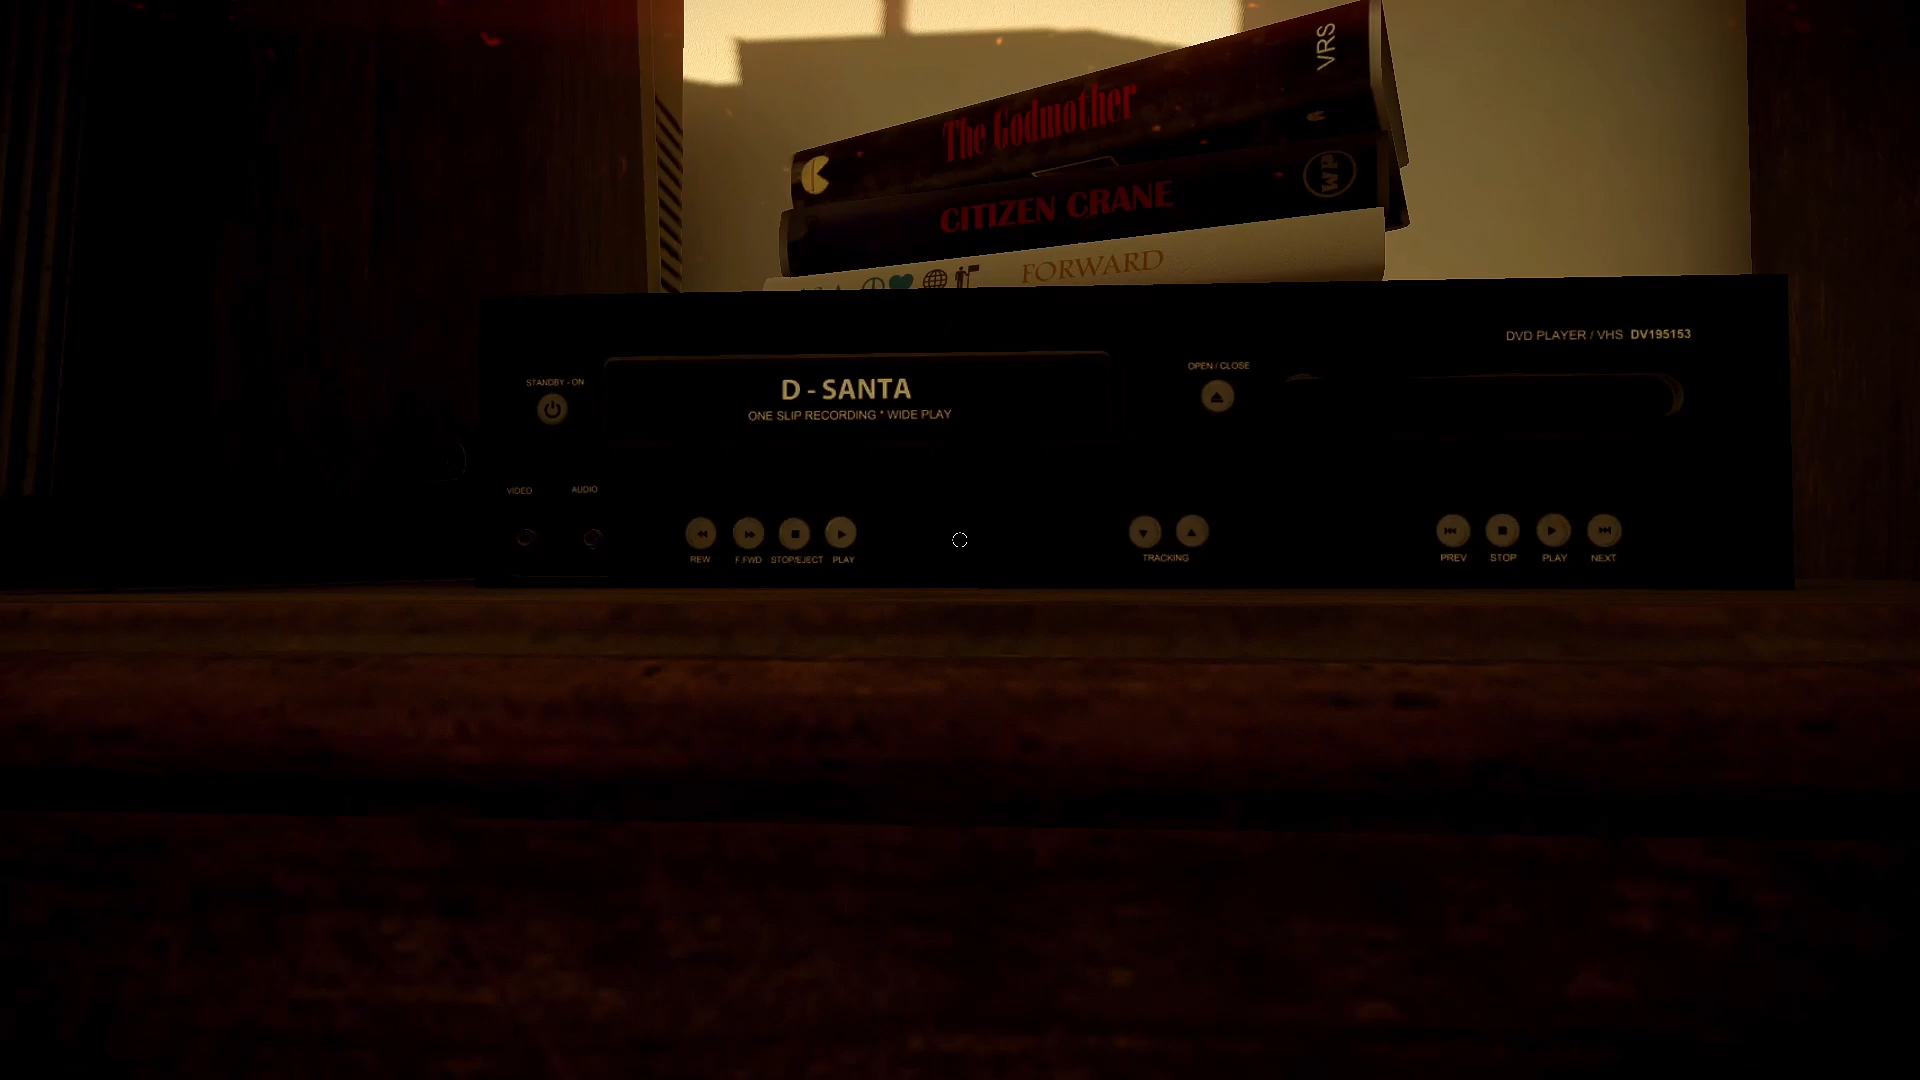 VRS
The Godmother
CITIZEN CRANE
WP
FORWARD
DVD PLAYER / VHS DV195153
STANDBY - ON
D - SANTA
ONE SLIP RECORDING * WIDE PLAY
OPEN / CLOSE
VIDEO AUDIO
REW F.FWD STOP/EJECT PLAY
TRACKING
PREV STOP PLAY NEXT